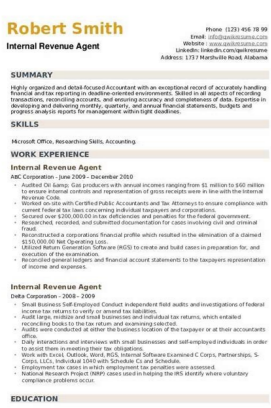 Robert Smith
Internal Revenue Agent
Phone (123) 456 78 99
Email: info@qwikresume.com
Website: www.qwikresume.com
LinkedIn: linkedin.com/qwikresume
Address: 1737 Marshville Road, Alabama
SUMMARY
Highly organized and detail-focused Accountant with an exceptional record of accurately handling
financial and tax reporting in deadline-oriented environments. Skilled in all aspects of recording
transactions, reconciling accounts, and ensuring accuracy and completeness of data. Expertise in
developing and delivering monthly, quarterly, and annual financial statements, budgets and
progress analysis reports for management within tight deadlines.
SKILLS
Microsoft Office, Researching Skills, Accounting.
WORK EXPERIENCE
Internal Revenue Agent
ABC Corporation - June 2009 - December 2010
• Audited Oil &amp; Gas producers with annual incomes ranging from $1 million to $60 million
to ensure internal controls and representation of gross receipts were in line with the Internal
Revenue Code.
• Worked on-site with Certified Public Accountants and Tax Attorneys to ensure compliance with
current federal tax laws concerning individual taxpayers and corporations.
• Secured over $200,000.00 in tax deficiencies and penalties for the federal government.
• Researched, recorded, and submitted documentation for cases involving civil and criminal
fraud.
• Reconstructed a corporations financial profile which resulted in the elimination of a claimed
$150,000.00 Net Operating Loss.
• Utilized Return Generation Software (RGS) to create and build cases in preparation for, and
execution of the examination.
• Reconciled general ledgers and financial account statements to the taxpayers representation
of income and expenses.
Internal Revenue Agent
Delta Corporation - 2008 - 2009
• Small Business Self-Employed Conduct independent field audits and investigations of federal
income tax returns to verify or amend tax liabilities.
• Audit large, midsize and small business and individual tax returns, which entailed
reconciling books to the tax return and examining selected.
• Audits were conducted at either the business location of the taxpayer or at their accountants
office.
• Daily interactions and interviews with small businesses and self-employed individuals in order
to assist them in meeting their tax obligations.
• Work with Excel, Outlook, Word, RGS, Internal Software Examined C Corps, Partnerships, S-
Corps, LLCs, Individual 1040 with Schedule Cs and Schedule.
• Employment tax cases in which employment tax penalties were assessed.
• National Research Project (NRP) cases used in helping the IRS identify where voluntary
compliance problems occur.
EDUCATION